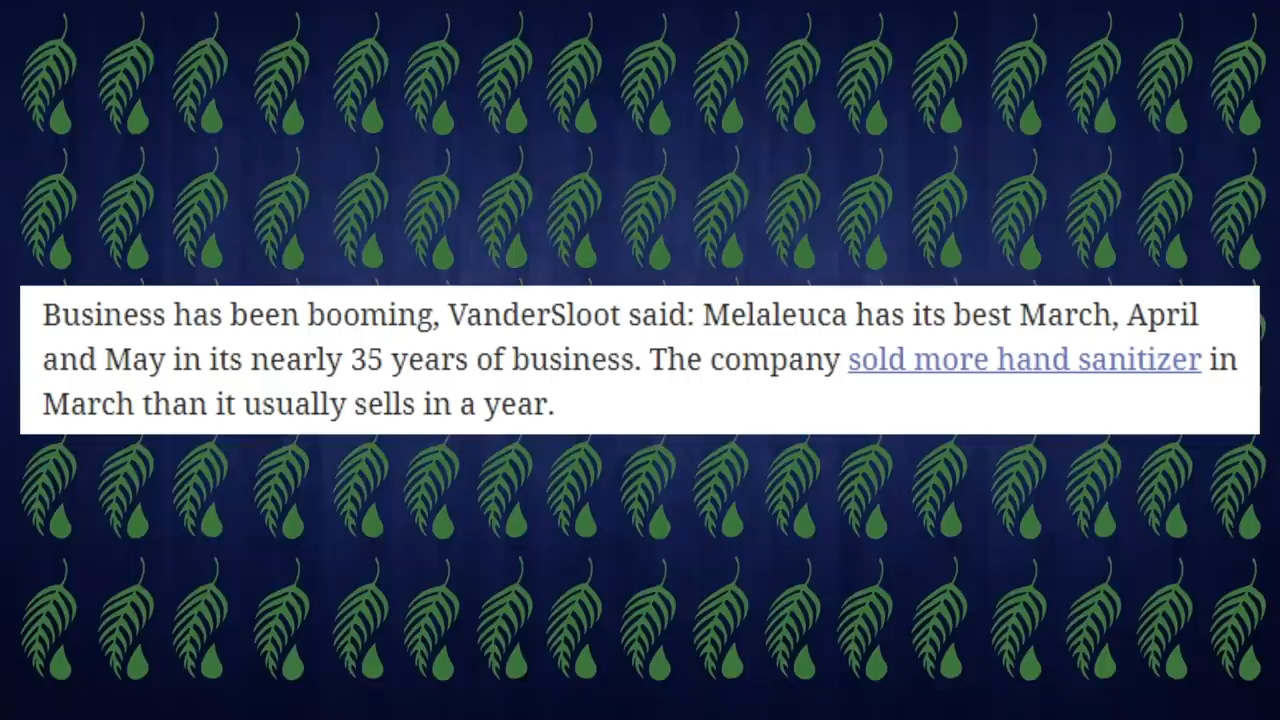 Business has been booming, VanderSloot said: Melaleuca has its best March, April
and May in its nearly 35 years of business. The company sold more hand sanitizer in
March than it usually sells in a year.